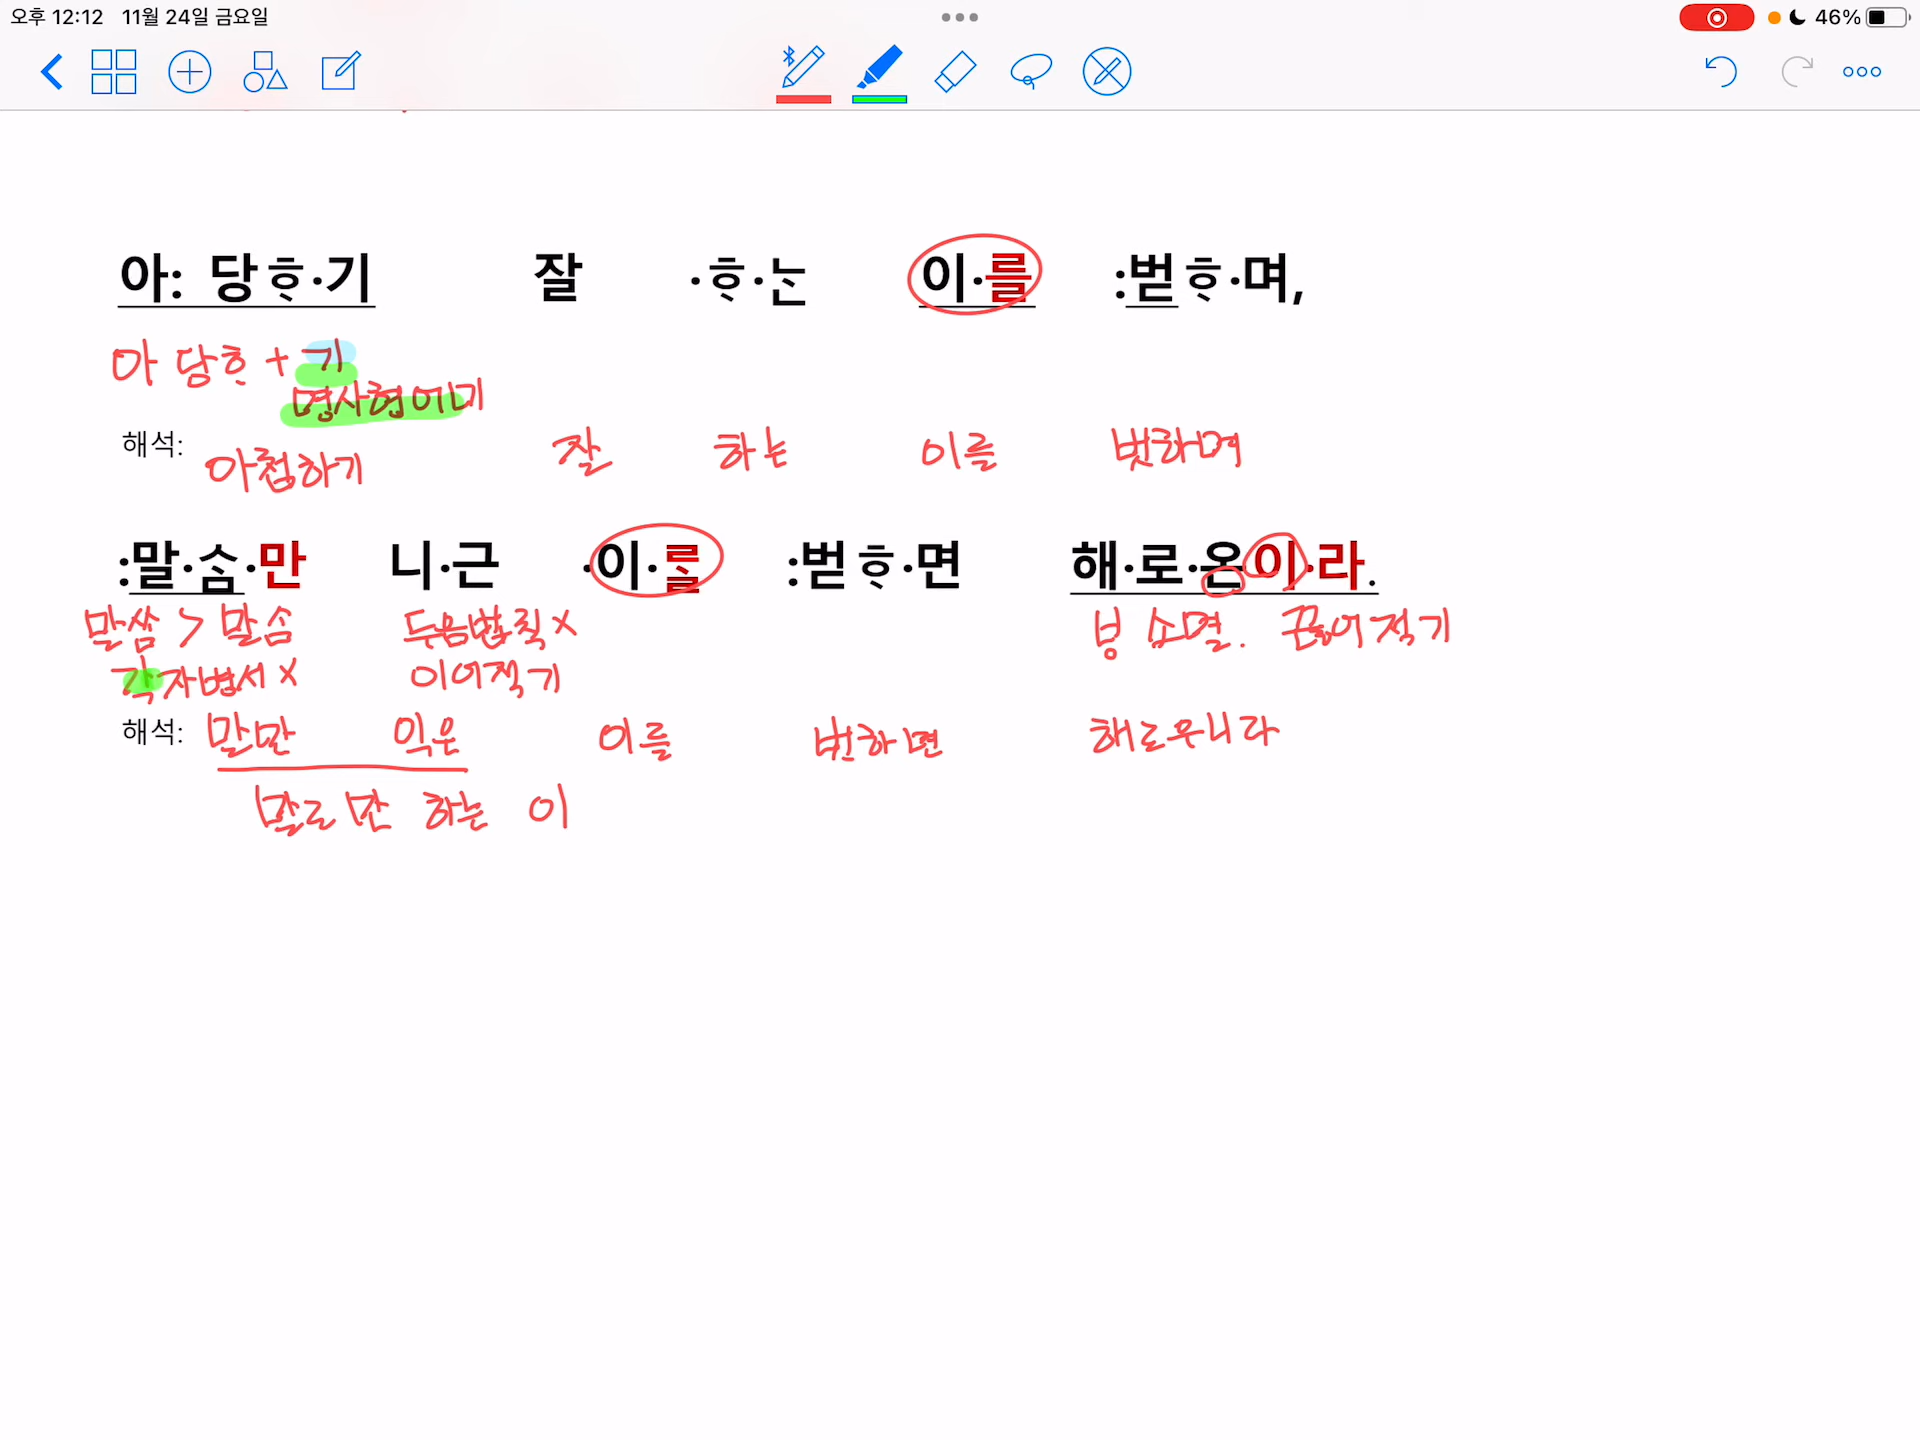 오후 12:12 11월 24일 금요일 46%
아: 당ᄒᆞ·기 잘 ·ᄒᆞ·ᄂᆞᆫ 이·를 :벋ᄒᆞ·며,
아 당ᄒᆞ + 기
명사형어미
해석: 아첨하기 잘 하는 이를 벗하며
:말·ᄉᆞᆷ·만 니·근 ·이·ᄅᆞᆯ :벋ᄒᆞ·면 해·로·온이·라.
말씀 > 말ᄉᆞᆷ 두음법칙 X ㅸ 소멸. 끊어적기
각자병서 X 이어적기
해석: 말만 익은 이를 벗하면 해로우니라
말로만 하는 이